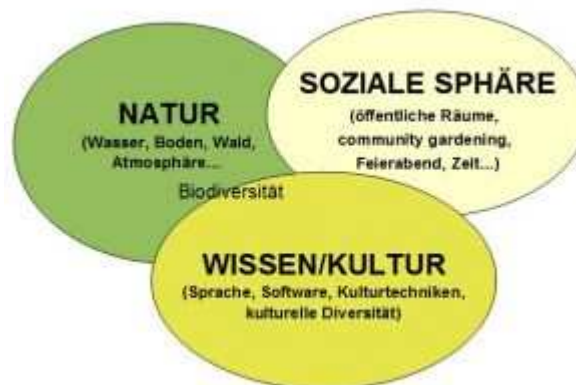 NATUR
(Wasser, Boden, Wald,
Atmosphäre...
Biodiversität
SOZIALE SPHÄRE
(öffentliche Räume,
community gardening,
Feierabend, Zeit...)
WISSEN/KULTUR
(Sprache, Software, Kulturtechniken,
kulturelle Diversität)